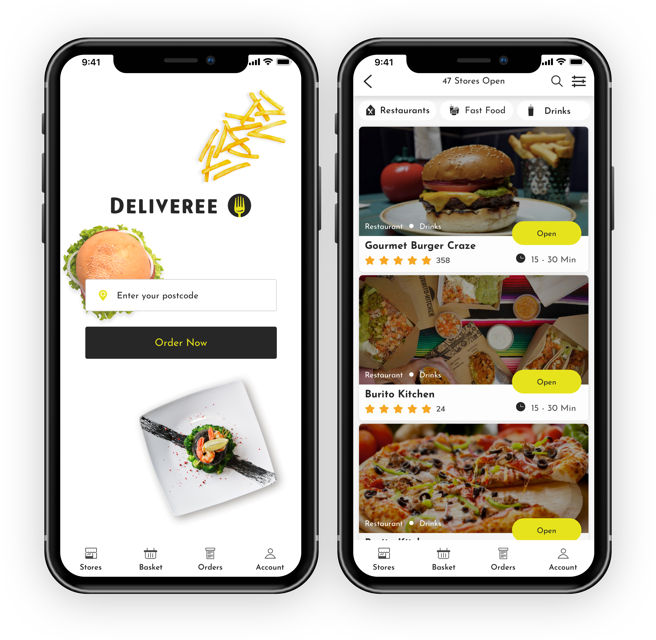 9:41
DELIVEREE
Enter your postcode
Order Now
Stores Basket Orders Account
9:41
47 Stores Open
Restaurants Fast Food Drinks
Restaurant Drinks
Open
Gourmet Burger Craze
358
15 - 30 Min
Restaurant Drinks
Open
Burito Kitchen
24
15 - 30 Min
Restaurant Drinks
Open
Stores Basket Orders Account